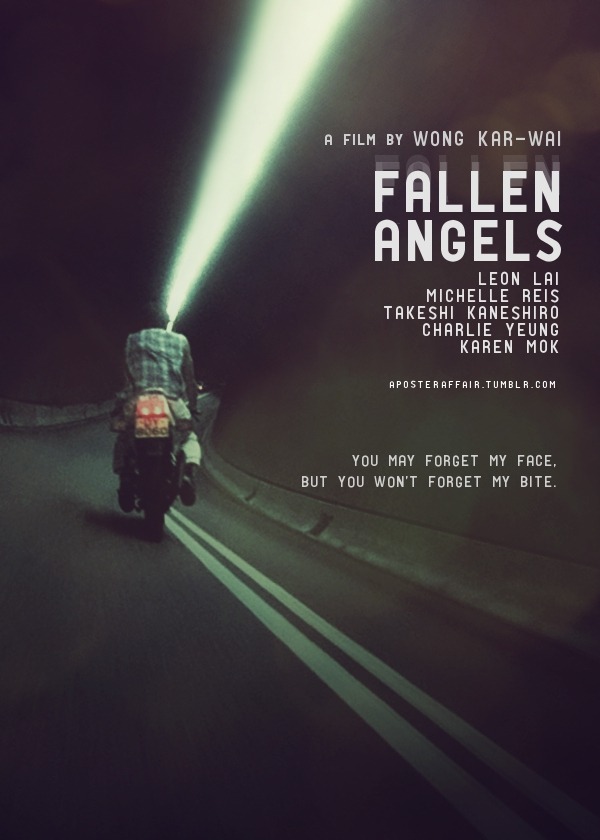 A FILM BY WONG KAR-WAI
FALLEN
ANGELS
LEON LAI
MICHELLE REIS
TAKESHI KANESHIRO
CHARLIE YEUNG
KAREN MOK
APOSTERAFFAIR.TUMBLR.COM
YOU MAY FORGET MY FACE,
BUT YOU WON'T FORGET MY BITE.